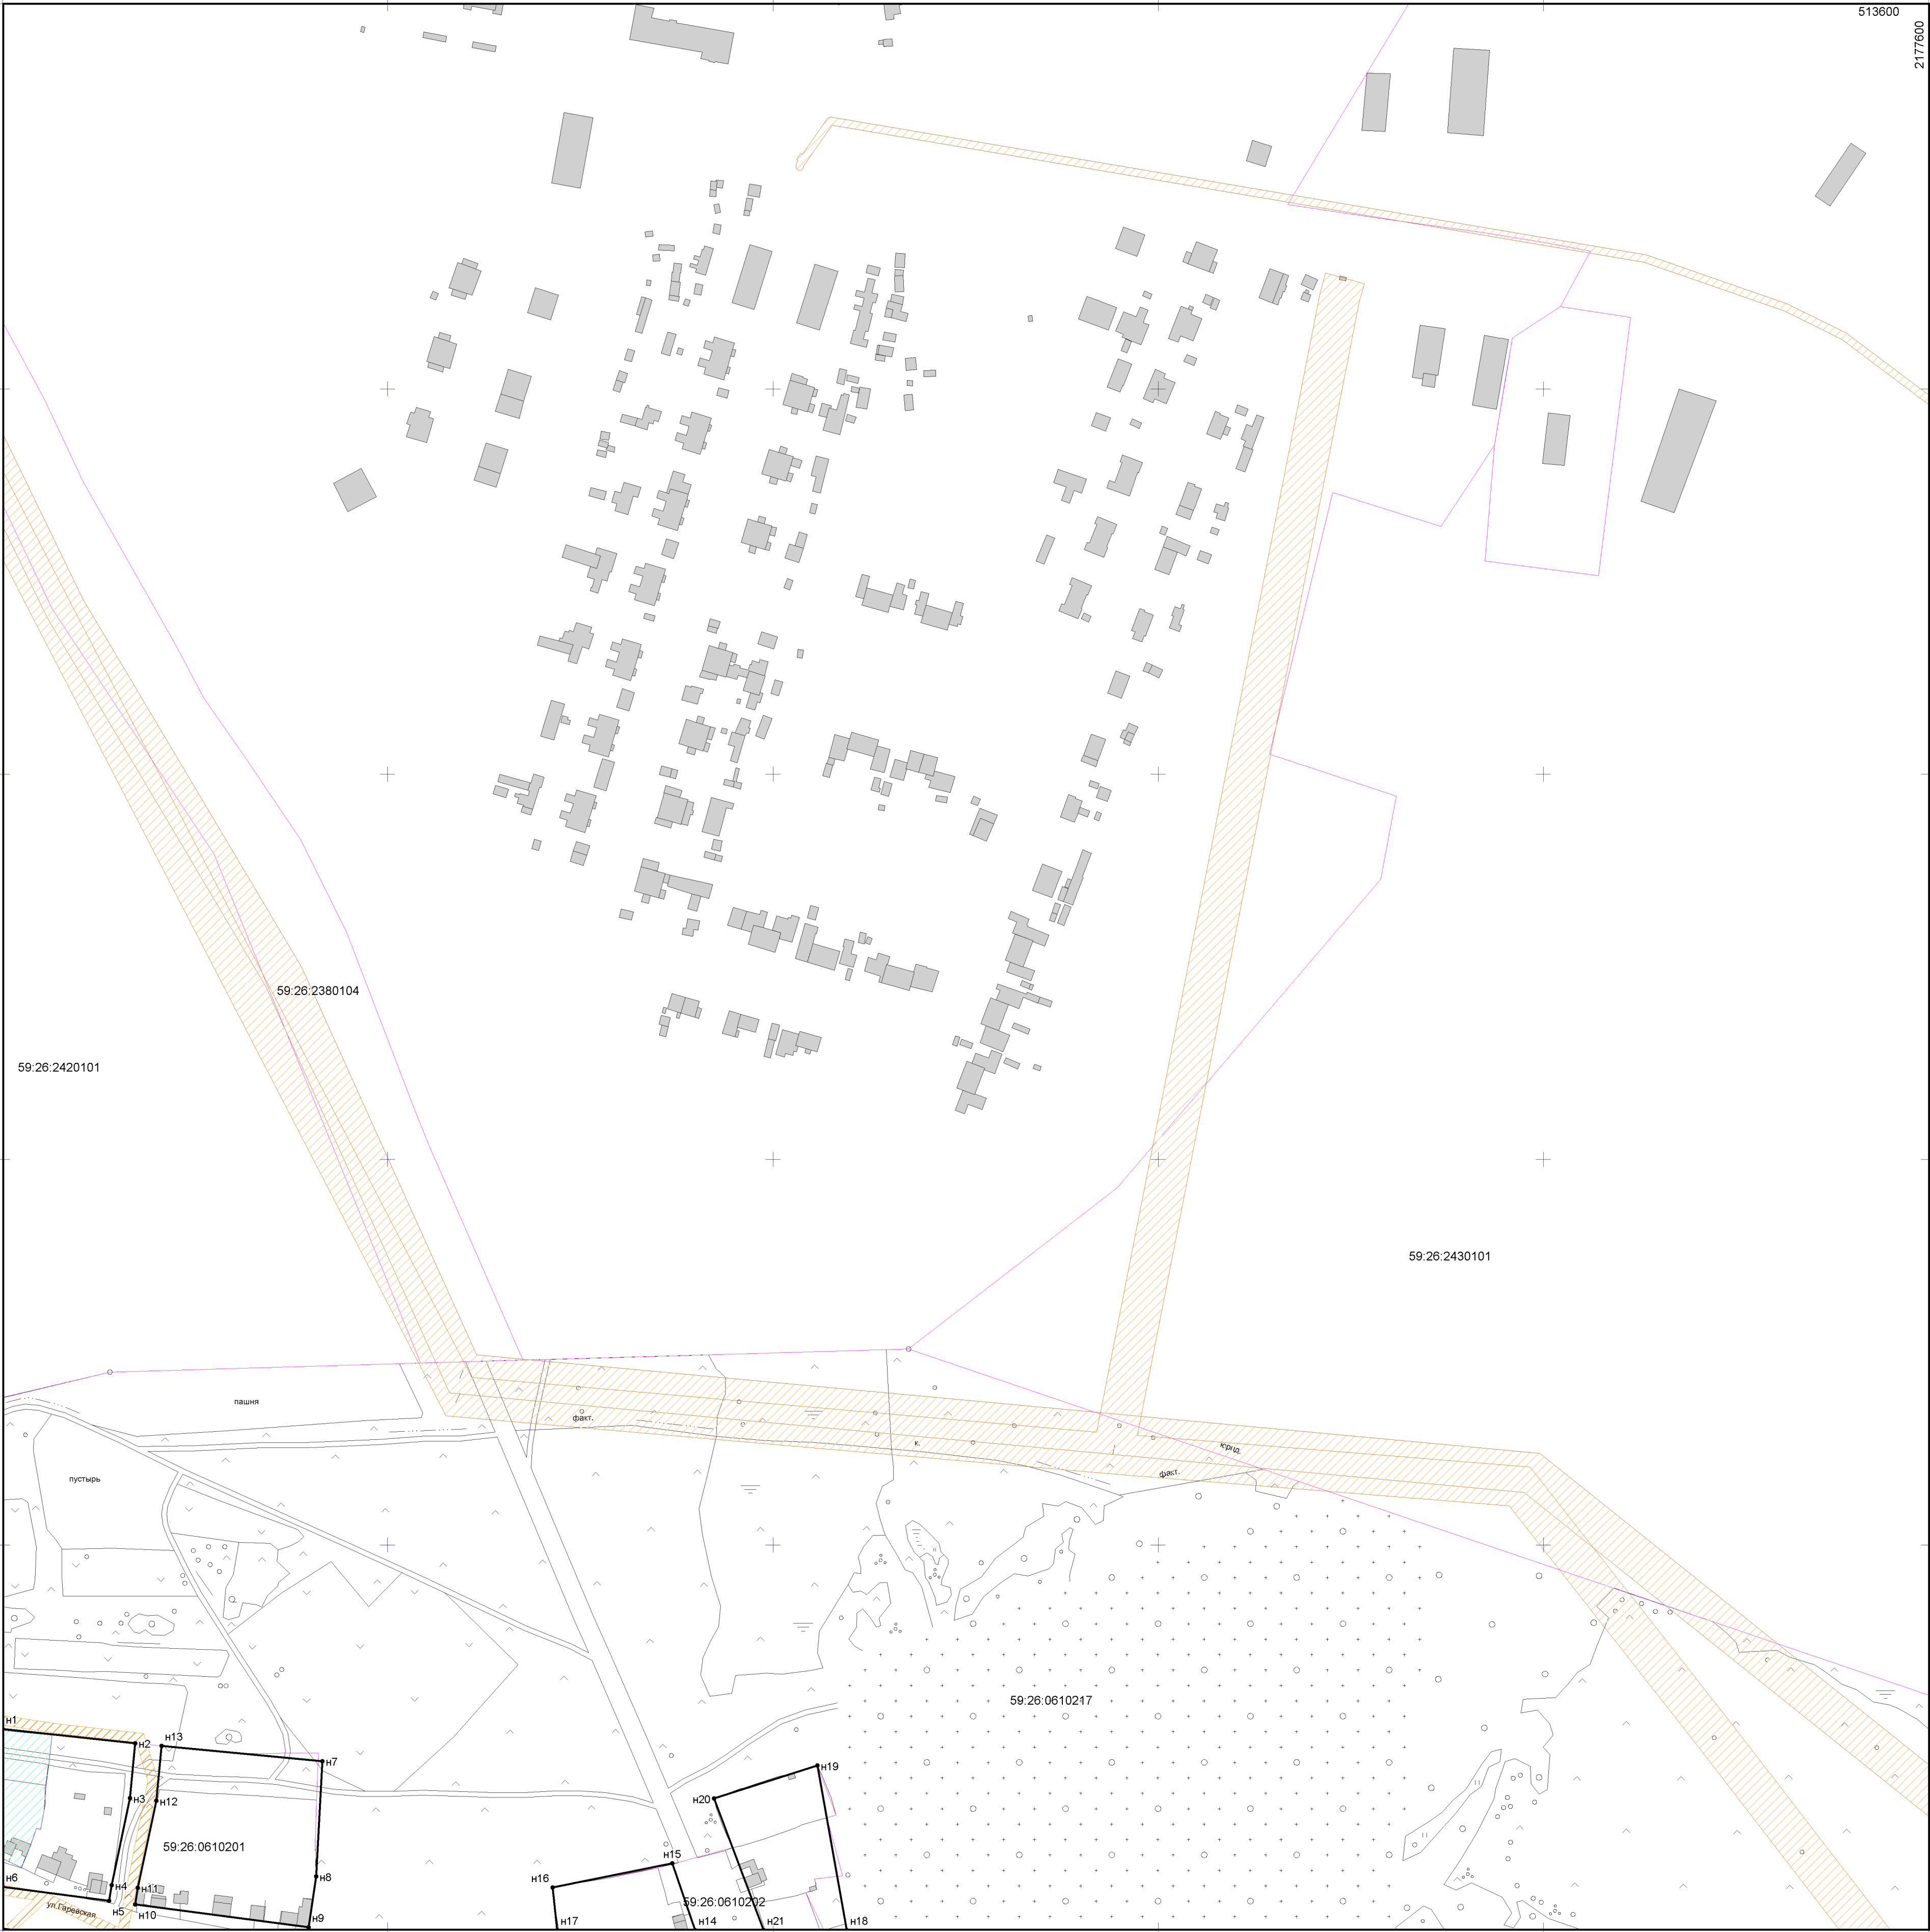 513600
2177600
59:26:2380104
59:26:2420101
59:26:2430101
пашня
факт.
к.
юрид.
факт.
пустырь
59:26:0610217
н1
н2
н13
н7
н19
н3
н12
н20
59:26:0610201
н15
н6
н4
н11
н8
н16
59:26:0610202
н5
н10
ул.Гаревская
н9
н17
н14
н21
н18